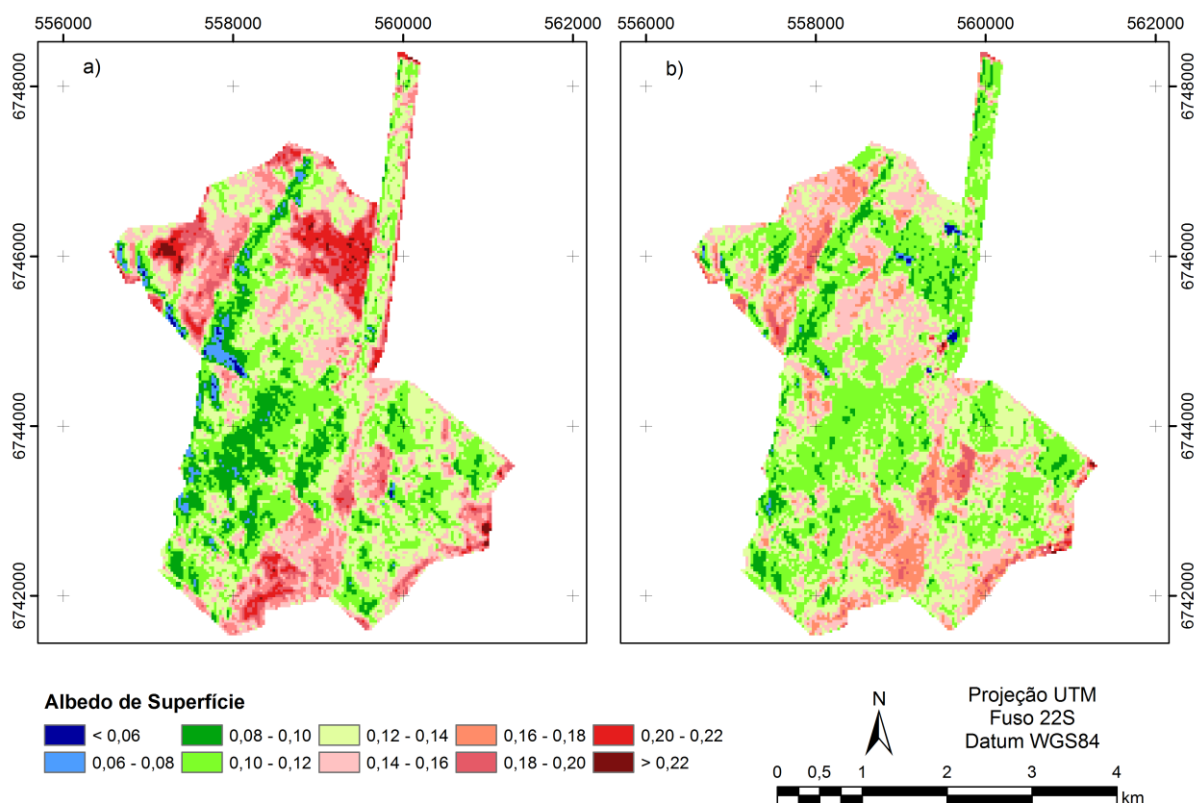 556000 558000 560000 562000 556000 558000 560000 562000
a) b)
6748000 6748000
6746000 6746000
6744000 6744000
6742000 6742000
Albedo de Superfície
< 0,06 0,08 - 0,10 0,12 - 0,14 0,16 - 0,18 0,20 - 0,22
0,06 - 0,08 0,10 - 0,12 0,14 - 0,16 0,18 - 0,20 > 0,22
N
Projeção UTM
Fuso 22S
Datum WGS84
0 0,5 1 2 3 4
km